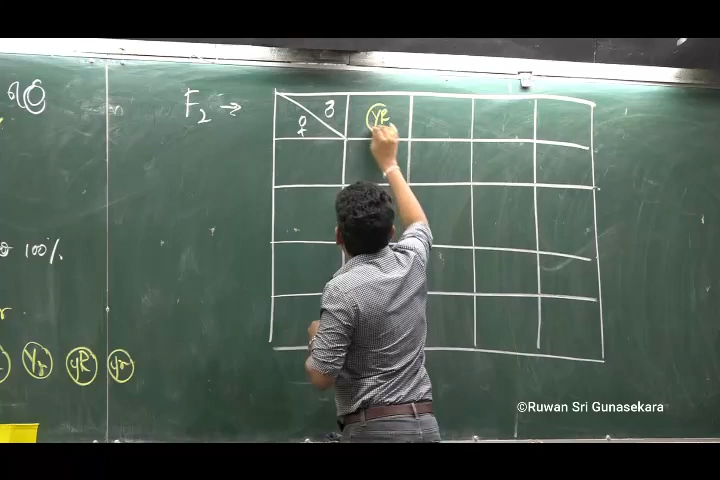 F₂ → ♂ YR
♀
100%
Yr yR yr
©Ruwan Sri Gunasekara